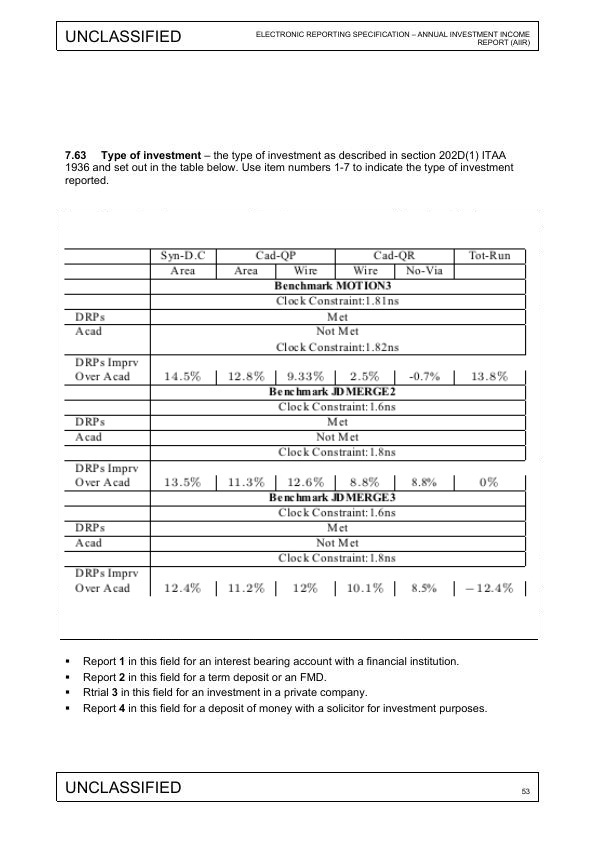 UNCLASSIFIED
ELECTRONIC REPORTING SPECIFICATION – ANNUAL INVESTMENT INCOME
REPORT (AIIR)
7.63 Type of investment – the type of investment as described in section 202D(1) ITAA
1936 and set out in the table below. Use item numbers 1-7 to indicate the type of investment
reported.
Syn-D.C Cad-QP Cad-QR Tot-Run
Area Area Wire Wire No-Via
Benchmark MOTION3
Clock Constraint:1.81ns
DRPs Met
Acad Not Met
Clock Constraint:1.82ns
DRPs Imprv
Over Acad 14.5% 12.8% 9.33% 2.5% -0.7% 13.8%
Benchmark JDMERGE2
Clock Constraint:1.6ns
DRPs Met
Acad Not Met
Clock Constraint:1.8ns
DRPs Imprv
Over Acad 13.5% 11.3% 12.6% 8.8% 8.8% 0%
Benchmark JDMERGE3
Clock Constraint:1.6ns
DRPs Met
Acad Not Met
Clock Constraint:1.8ns
DRPs Imprv
Over Acad 12.4% 11.2% 12% 10.1% 8.5% −12.4%
▪ Report 1 in this field for an interest bearing account with a financial institution.
▪ Report 2 in this field for a term deposit or an FMD.
▪ Rtrial 3 in this field for an investment in a private company.
▪ Report 4 in this field for a deposit of money with a solicitor for investment purposes.
UNCLASSIFIED
53